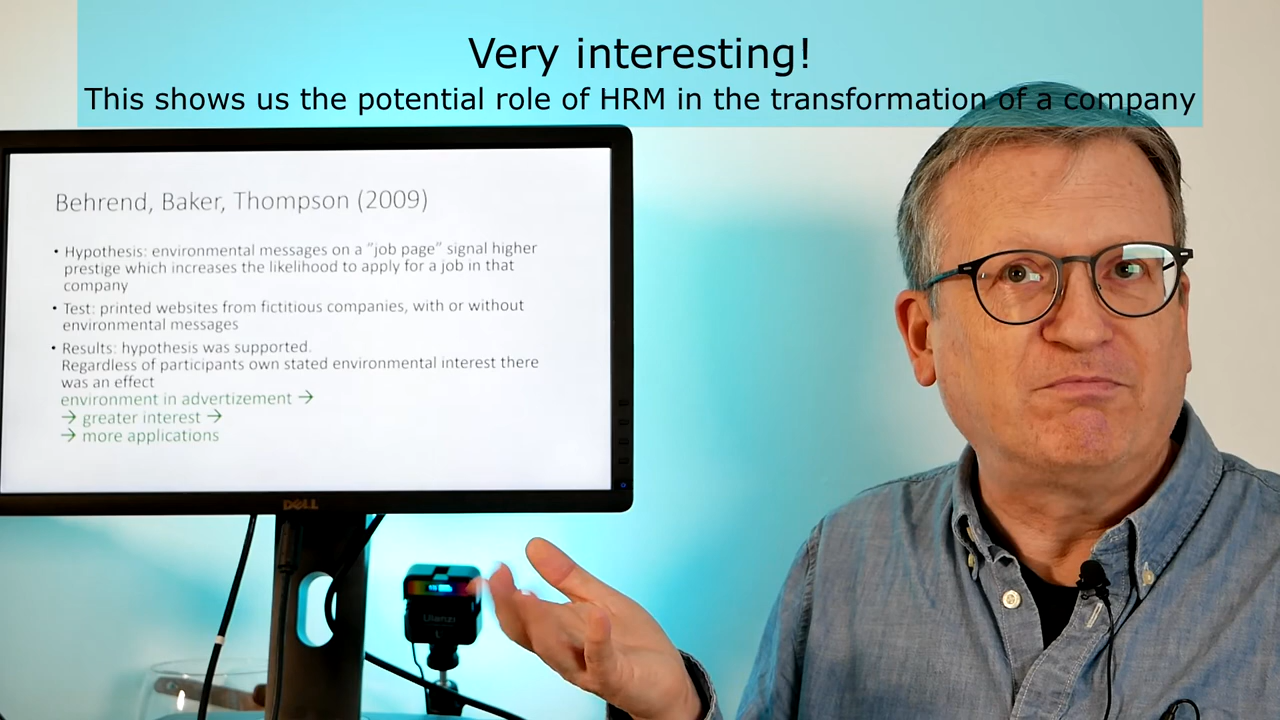 Very interesting!
This shows us the potential role of HRM in the transformation of a company
Behrend, Baker, Thompson (2009)
• Hypothesis: environmental messages on a "job page" signal higher
prestige which increases the likelihood to apply for a job in that
company
• Test: printed websites from fictitious companies, with or without
environmental messages
• Results: hypothesis was supported.
Regardless of participants own stated environmental interest there
was an effect
environment in advertizement →
→ greater interest →
→ more applications
DELL
Ulanzi